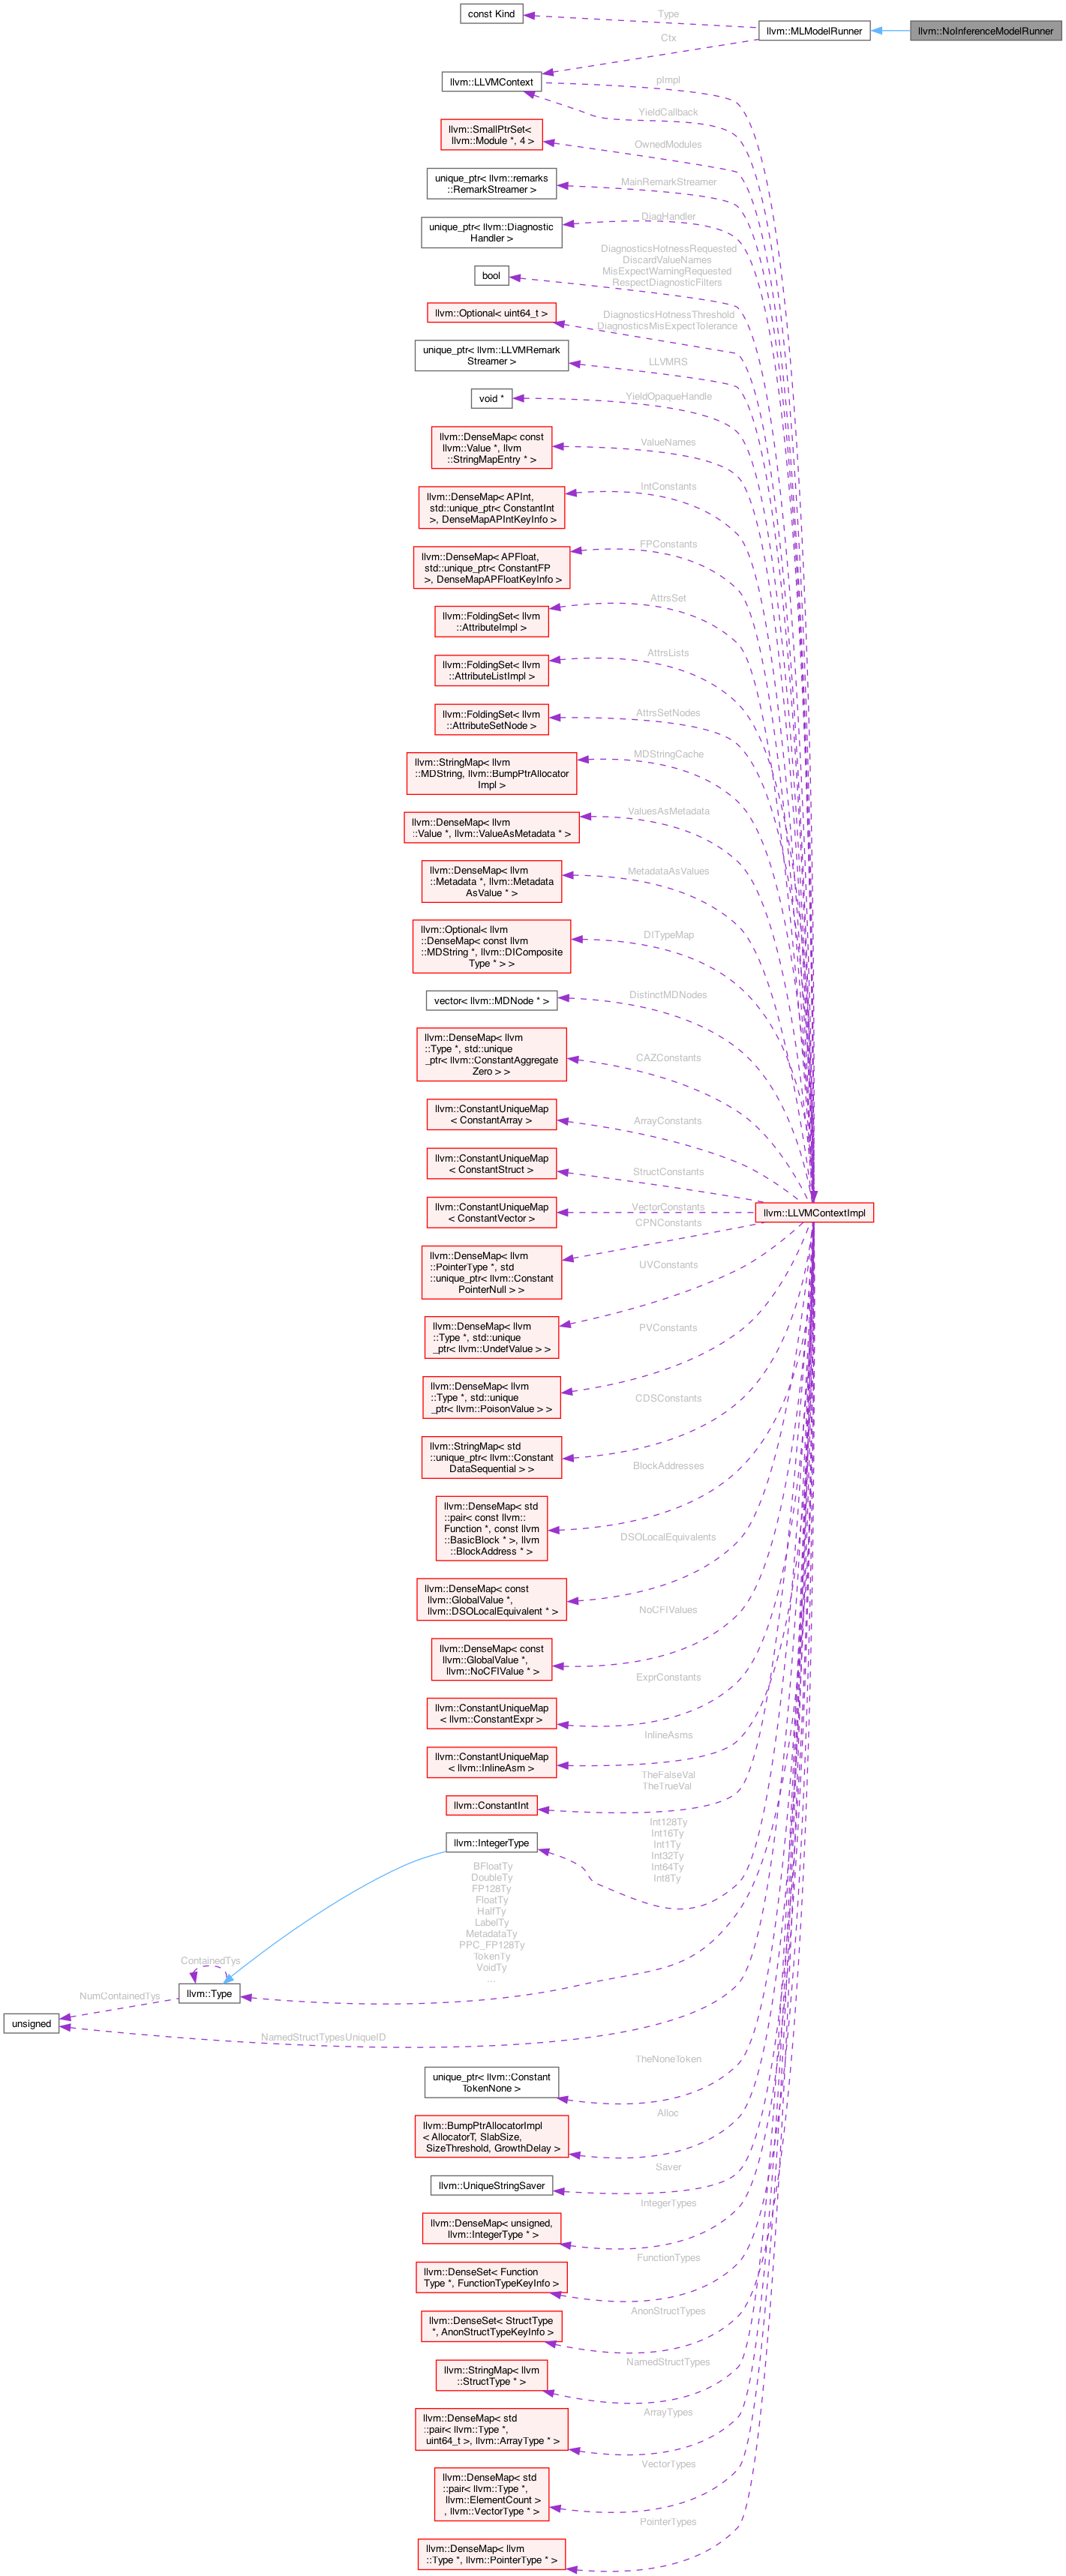 const Kind
Type
llvm::MLModelRunner
llvm::NoInferenceModelRunner
Ctx
llvm::LLVMContext
pImpl
YieldCallback
llvm::SmallPtrSet<
llvm::Module *, 4 >
OwnedModules
unique_ptr< llvm::remarks
::RemarkStreamer >
MainRemarkStreamer
unique_ptr< llvm::Diagnostic
Handler >
DiagHandler
bool
DiagnosticsHotnessRequested
DiscardValueNames
MisExpectWarningRequested
RespectDiagnosticFilters
llvm::Optional< uint64_t >
DiagnosticsHotnessThreshold
DiagnosticsMisExpectTolerance
unique_ptr< llvm::LLVMRemark
Streamer >
LLVMRS
void *
YieldOpaqueHandle
llvm::DenseMap< const
llvm::Value *, llvm
::StringMapEntry * >
ValueNames
llvm::DenseMap< APInt,
std::unique_ptr< ConstantInt
>, DenseMapAPIntKeyInfo >
IntConstants
llvm::DenseMap< APFloat,
std::unique_ptr< ConstantFP
>, DenseMapAPFloatKeyInfo >
FPConstants
llvm::FoldingSet< llvm
::AttributeImpl >
AttrsSet
llvm::FoldingSet< llvm
::AttributeListImpl >
AttrsLists
llvm::FoldingSet< llvm
::AttributeSetNode >
AttrsSetNodes
llvm::StringMap< llvm
::MDString, llvm::BumpPtrAllocator
Impl >
MDStringCache
llvm::DenseMap< llvm
::Value *, llvm::ValueAsMetadata * >
ValuesAsMetadata
llvm::DenseMap< llvm
::Metadata *, llvm::Metadata
AsValue * >
MetadataAsValues
llvm::Optional< llvm
::DenseMap< const llvm
::MDString *, llvm::DIComposite
Type * > >
DITypeMap
vector< llvm::MDNode * >
DistinctMDNodes
llvm::DenseMap< llvm
::Type *, std::unique
_ptr< llvm::ConstantAggregate
Zero > >
CAZConstants
llvm::ConstantUniqueMap
< ConstantArray >
ArrayConstants
llvm::ConstantUniqueMap
< ConstantStruct >
StructConstants
llvm::ConstantUniqueMap
< ConstantVector >
VectorConstants
llvm::LLVMContextImpl
llvm::DenseMap< llvm
::PointerType *, std
::unique_ptr< llvm::Constant
PointerNull > >
CPNConstants
llvm::DenseMap< llvm
::Type *, std::unique
_ptr< llvm::UndefValue > >
UVConstants
llvm::DenseMap< llvm
::Type *, std::unique
_ptr< llvm::PoisonValue > >
PVConstants
llvm::StringMap< std
::unique_ptr< llvm::Constant
DataSequential > >
CDSConstants
llvm::DenseMap< std
::pair< const llvm::
Function *, const llvm
::BasicBlock * >, llvm
::BlockAddress * >
BlockAddresses
llvm::DenseMap< const
llvm::GlobalValue *,
llvm::DSOLocalEquivalent * >
DSOLocalEquivalents
llvm::DenseMap< const
llvm::GlobalValue *,
llvm::NoCFIValue * >
NoCFIValues
llvm::ConstantUniqueMap
< llvm::ConstantExpr >
ExprConstants
llvm::ConstantUniqueMap
< llvm::InlineAsm >
InlineAsms
llvm::ConstantInt
TheFalseVal
TheTrueVal
llvm::IntegerType
Int128Ty
Int16Ty
Int1Ty
Int32Ty
Int64Ty
Int8Ty
BFloatTy
DoubleTy
FP128Ty
FloatTy
HalfTy
LabelTy
MetadataTy
PPC_FP128Ty
TokenTy
VoidTy
...
ContainedTys
llvm::Type
NumContainedTys
unsigned
NamedStructTypesUniqueID
unique_ptr< llvm::Constant
TokenNone >
TheNoneToken
llvm::BumpPtrAllocatorImpl
< AllocatorT, SlabSize,
SizeThreshold, GrowthDelay >
Alloc
llvm::UniqueStringSaver
Saver
llvm::DenseMap< unsigned,
llvm::IntegerType * >
IntegerTypes
llvm::DenseSet< Function
Type *, FunctionTypeKeyInfo >
FunctionTypes
llvm::DenseSet< StructType
*, AnonStructTypeKeyInfo >
AnonStructTypes
llvm::StringMap< llvm
::StructType * >
NamedStructTypes
llvm::DenseMap< std
::pair< llvm::Type *,
uint64_t >, llvm::ArrayType * >
ArrayTypes
llvm::DenseMap< std
::pair< llvm::Type *,
llvm::ElementCount >
, llvm::VectorType * >
VectorTypes
llvm::DenseMap< llvm
::Type *, llvm::PointerType * >
PointerTypes